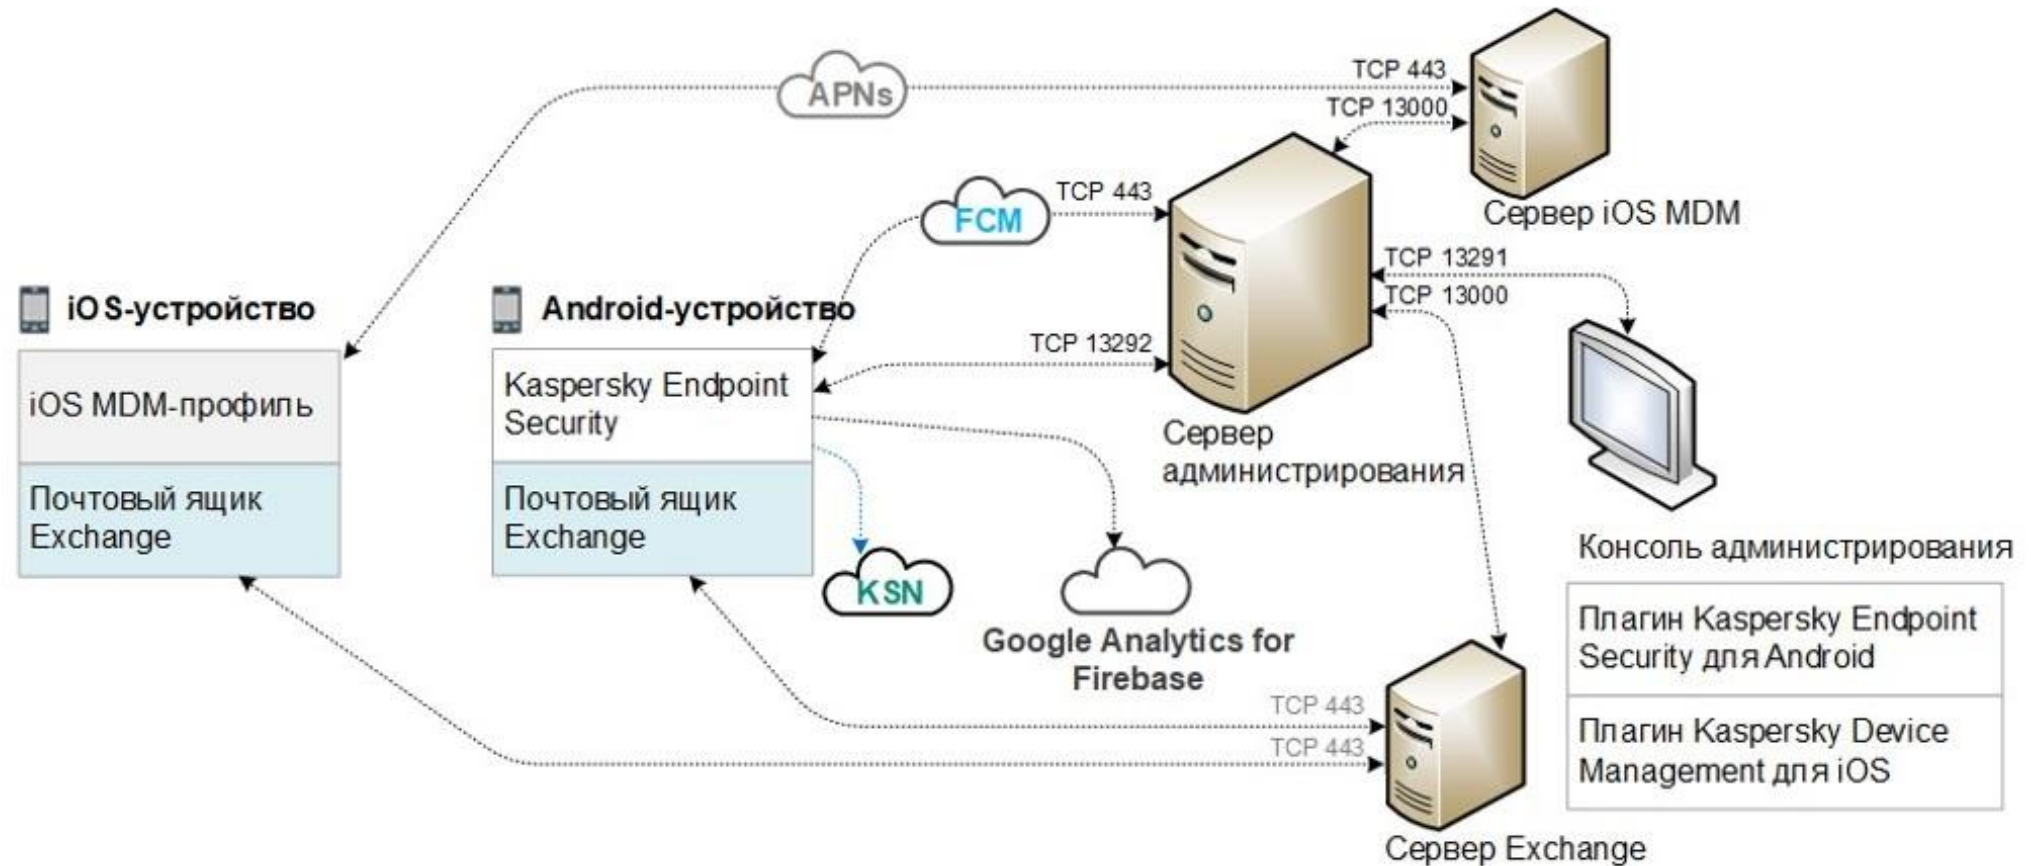 APNs
TCP 443
TCP 13000
Сервер iOS MDM
FCM
TCP 443
TCP 13291
TCP 13000
iOS-устройство
Android-устройство
TCP 13292
iOS MDM-профиль
Kaspersky Endpoint
Security
Сервер
администрирования
Почтовый ящик
Exchange
Почтовый ящик
Exchange
KSN
Google Analytics for
Firebase
Консоль администрирования
Плагин Kaspersky Endpoint
Security для Android
Плагин Kaspersky Device
Management для iOS
TCP 443
TCP 443
Сервер Exchange